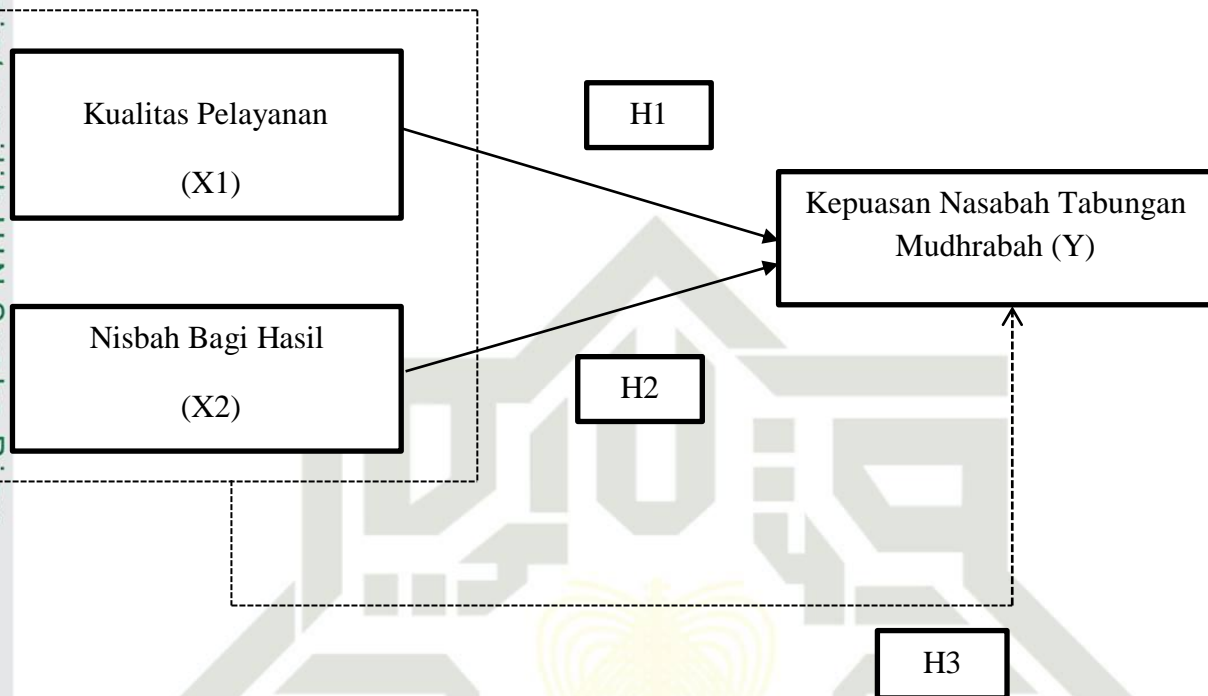 Kualitas Pelayanan
(X1)
H1
Kepuasan Nasabah Tabungan
Mudhrabah (Y)
Nisbah Bagi Hasil
(X2)
H2
H3